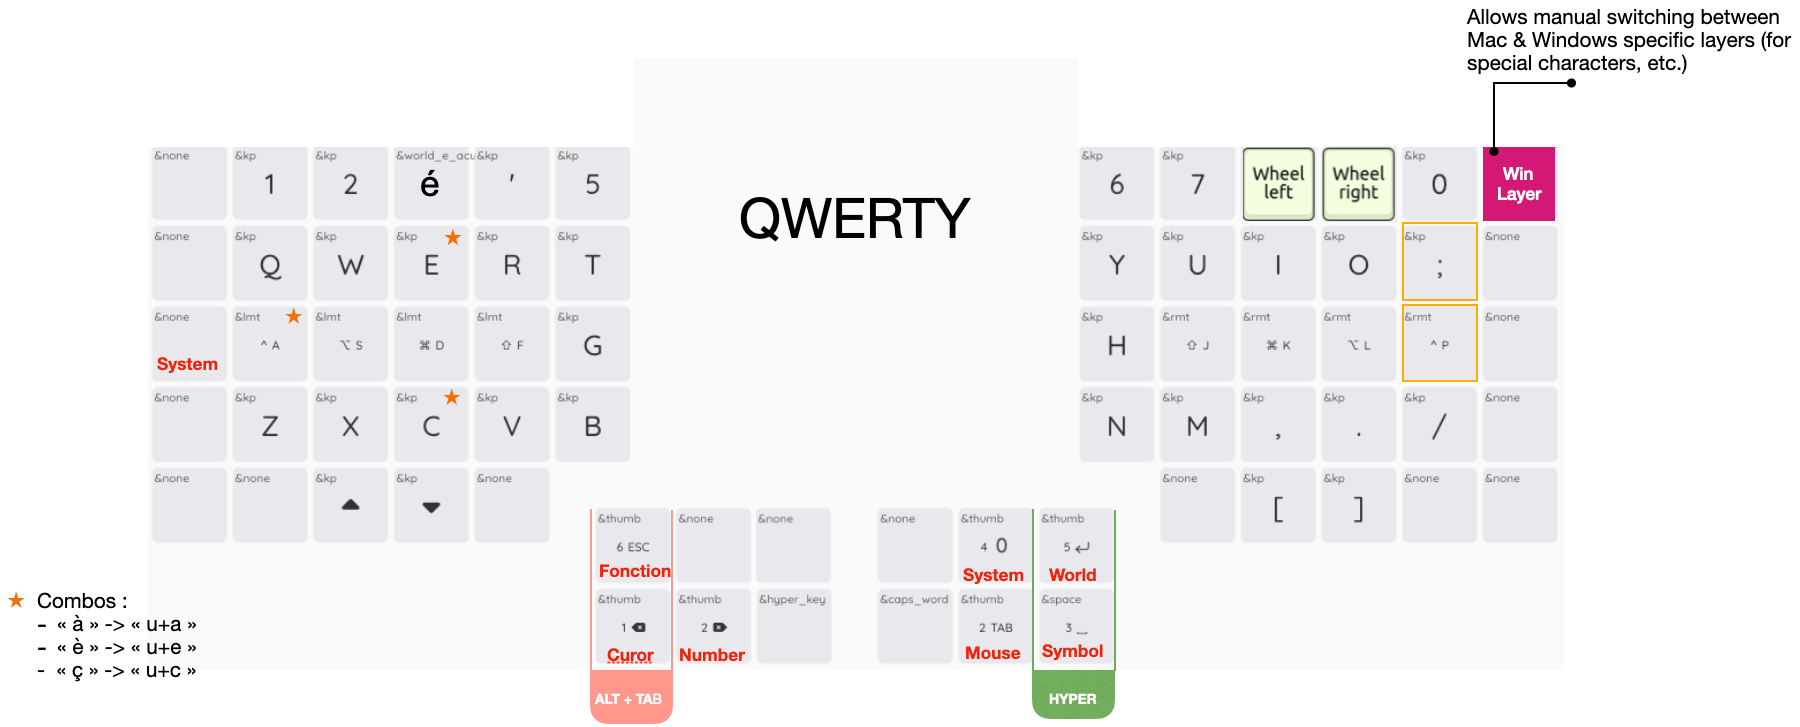 Allows manual switching between
Mac & Windows specific layers (for
special characters, etc.)
&none &kp 1 &kp 2 &world_e_acu é &kp ' &kp 5
&kp 6 &kp 7 Wheel left Wheel right &kp 0 Win Layer
QWERTY
&none &kp Q &kp W &kp E &kp R &kp T
&kp Y &kp U &kp I &kp O &kp ; &none
&none System &lmt ^ A &lmt ⌥ S &lmt ⌘ D &lmt ⇧ F &kp G
&kp H &rmt ⇧ J &rmt ⌘ K &rmt ⌥ L &rmt ^ P &none
&none &kp Z &kp X &kp C &kp V &kp B
&kp N &kp M &kp , &kp . &kp / &none
&none &none &kp &kp &none
&none &kp [ &kp ] &none &none
&thumb 6 ESC Fonction &none &none
&none &thumb 4 0 System &thumb 5 ↵ World
&thumb 1 ⌫ Curor &thumb 2 ⌦ Number &hyper_key
&caps_word &thumb 2 TAB Mouse &space 3 ⎵ Symbol
ALT + TAB
HYPER
★ Combos :
- « à » -> « u+a »
- « è » -> « u+e »
- « ç » -> « u+c »